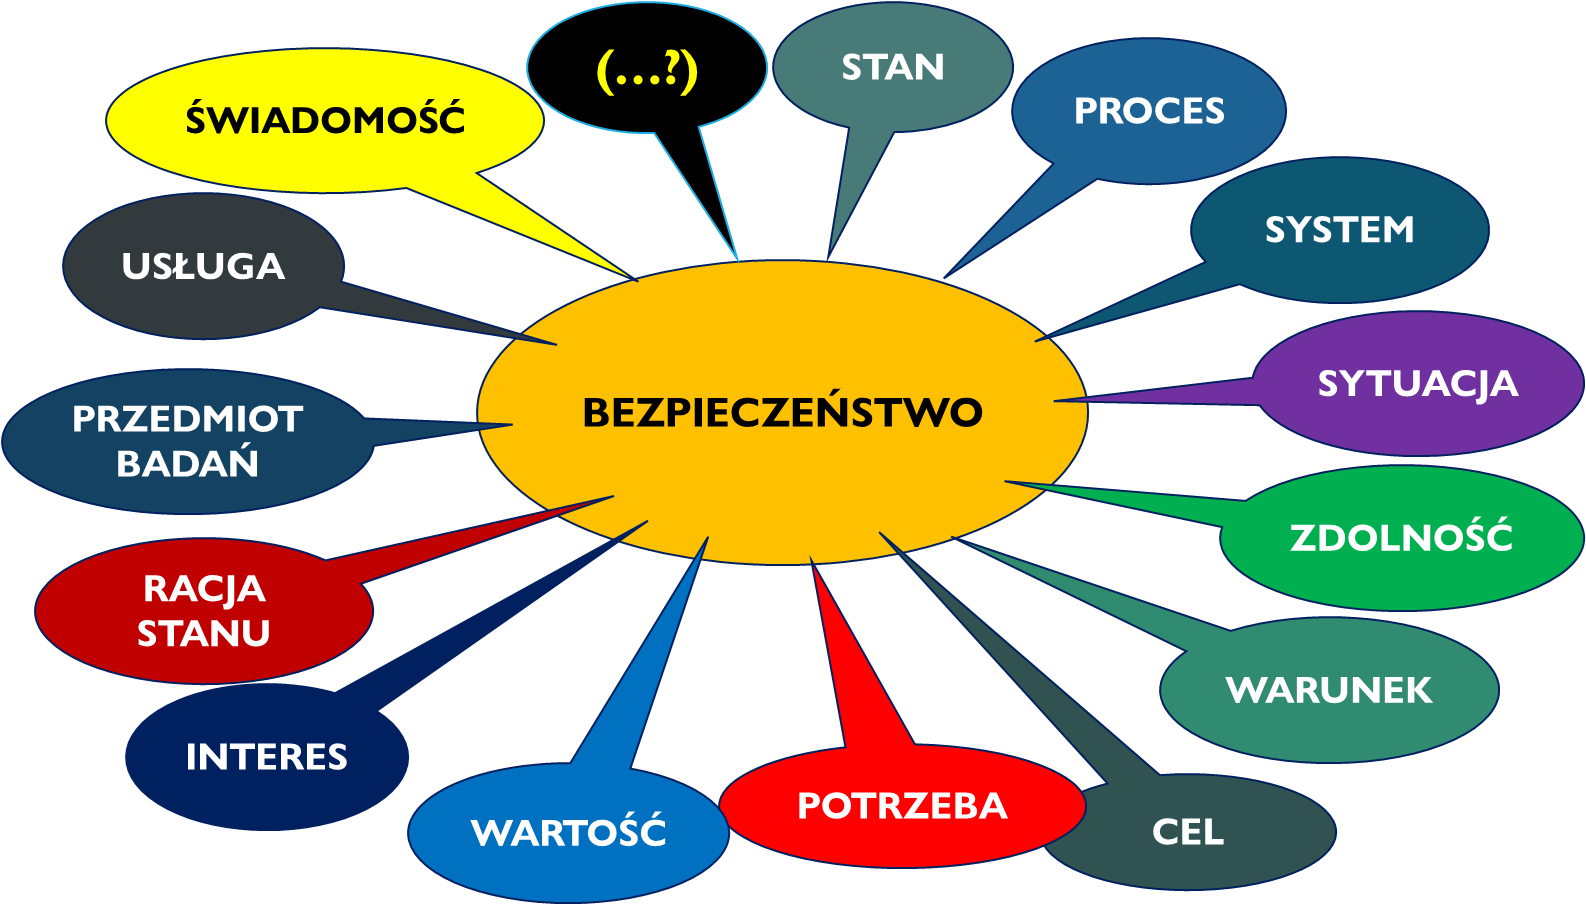 (...?)
STAN
PROCES
SYSTEM
SYTUACJA
ZDOLNOŚĆ
WARUNEK
CEL
POTRZEBA
WARTOŚĆ
INTERES
RACJA
STANU
PRZEDMIOT
BADAŃ
USŁUGA
ŚWIADOMOŚĆ
BEZPIECZEŃSTWO